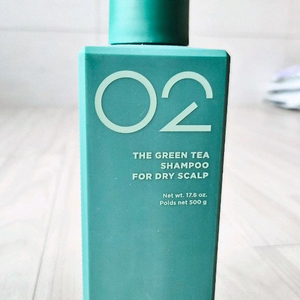 02
THE GREEN TEA
SHAMPOO
FOR DRY SCALP
Net wt. 17.6 oz.
Poids net 500 g